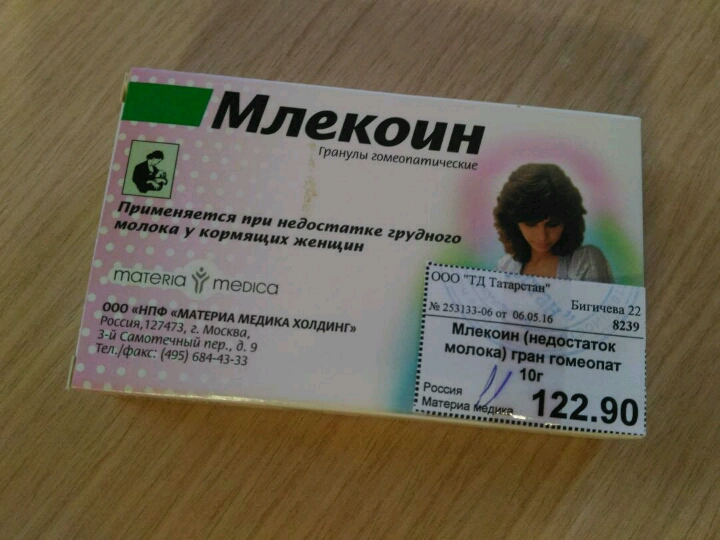 Млекоин
Гранулы гомеопатические
Применяется при недостатке грудного
молока у кормящих женщин
materia medica
ООО «НПФ «МАТЕРИА МЕДИКА ХОЛДИНГ»
Россия,127473, г. Москва,
3-й Самотечный пер., д. 9
Тел./факс: (495) 684-43-33
ООО "ТД Татарстан"
Бигичева 22
№ 253133-06 от 06.05.16
8239
Млекоин (недостаток
молока) гран гомеопат
10г
Россия
Материа медика
122.90